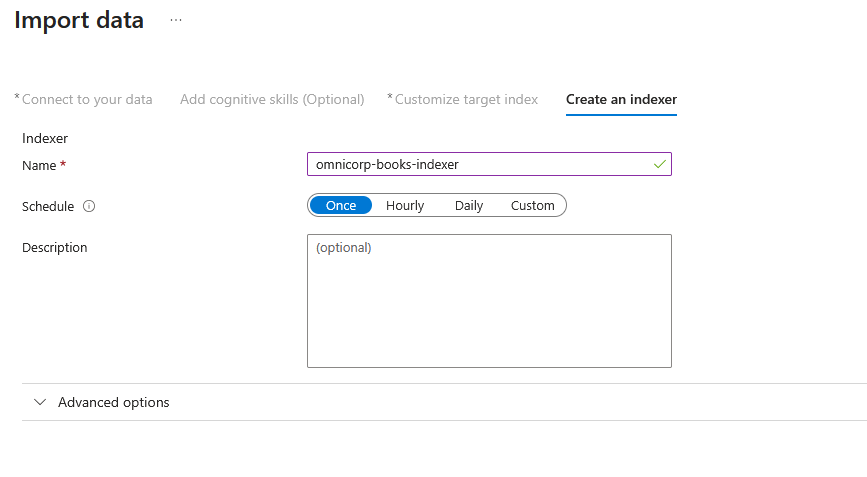 Import data ...
* Connect to your data Add cognitive skills (Optional) * Customize target index Create an indexer
Indexer
Name * omnicorp-books-indexer
Schedule Once Hourly Daily Custom
Description (optional)
Advanced options